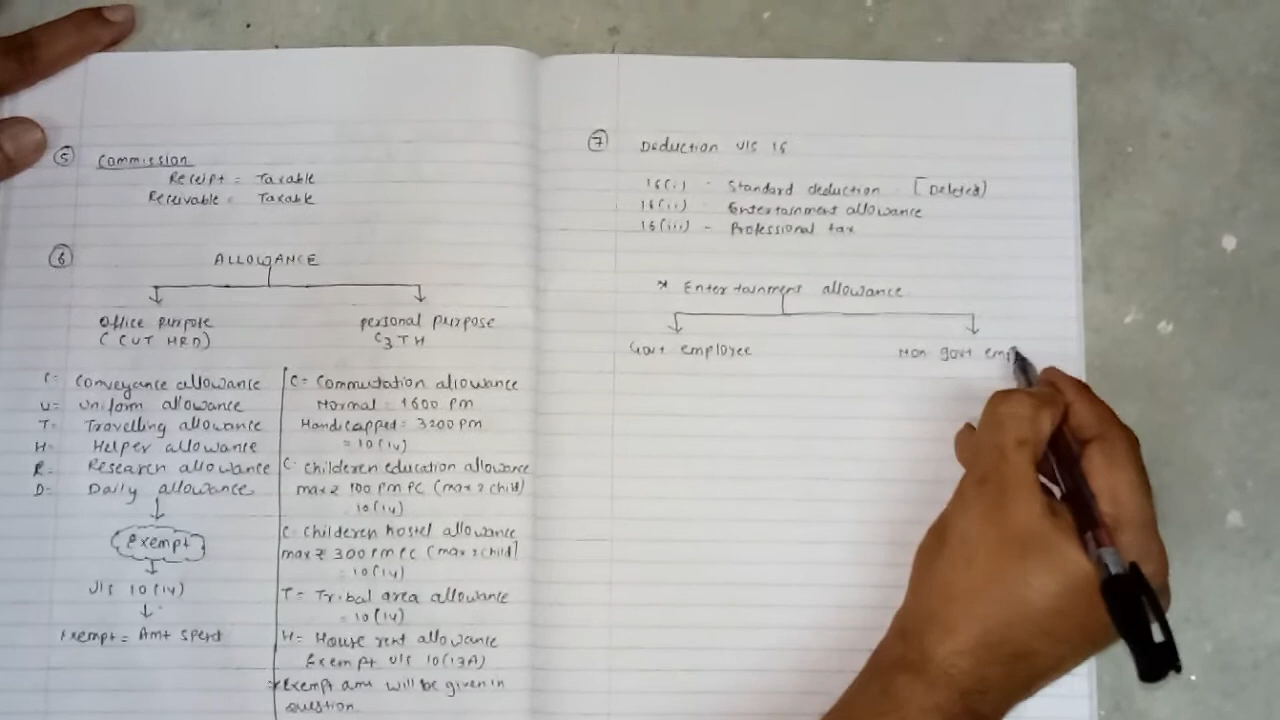 5 Commission
Receipt = Taxable
Receivable = Taxable
6 ALLOWANCE
Office purpose
(CUT HRD)
personal purpose
C3TH
C= Conveyance allowance
U= Uniform allowance
T= Travelling allowance
H= Helper allowance
R= Research allowance
D= Daily allowance
Exempt
U/s 10(14)
Exempt = Amt spend
C= Commutation allowance
Normal = 1600 PM
Handicapped = 3200 PM
= 10(14)
C: childeren education allowance
max ₹ 100 PM PC (max 2 child)
10(14)
C: childeren hostel allowance
max ₹ 300 PM PC (max 2 child]
= 10(14)
T= Tribal area allowance
= 10(14)
H= House rent allowance
Exempt U/s 10(13A)
*Exempt amt will be given in
question
7 Deduction U/S 16
16(i) - Standard deduction [Deleted)
16(ii) - Entertainment allowance
16(iii) - Professional tax
* Entertainment allowance
Govt employee
Non govt emp